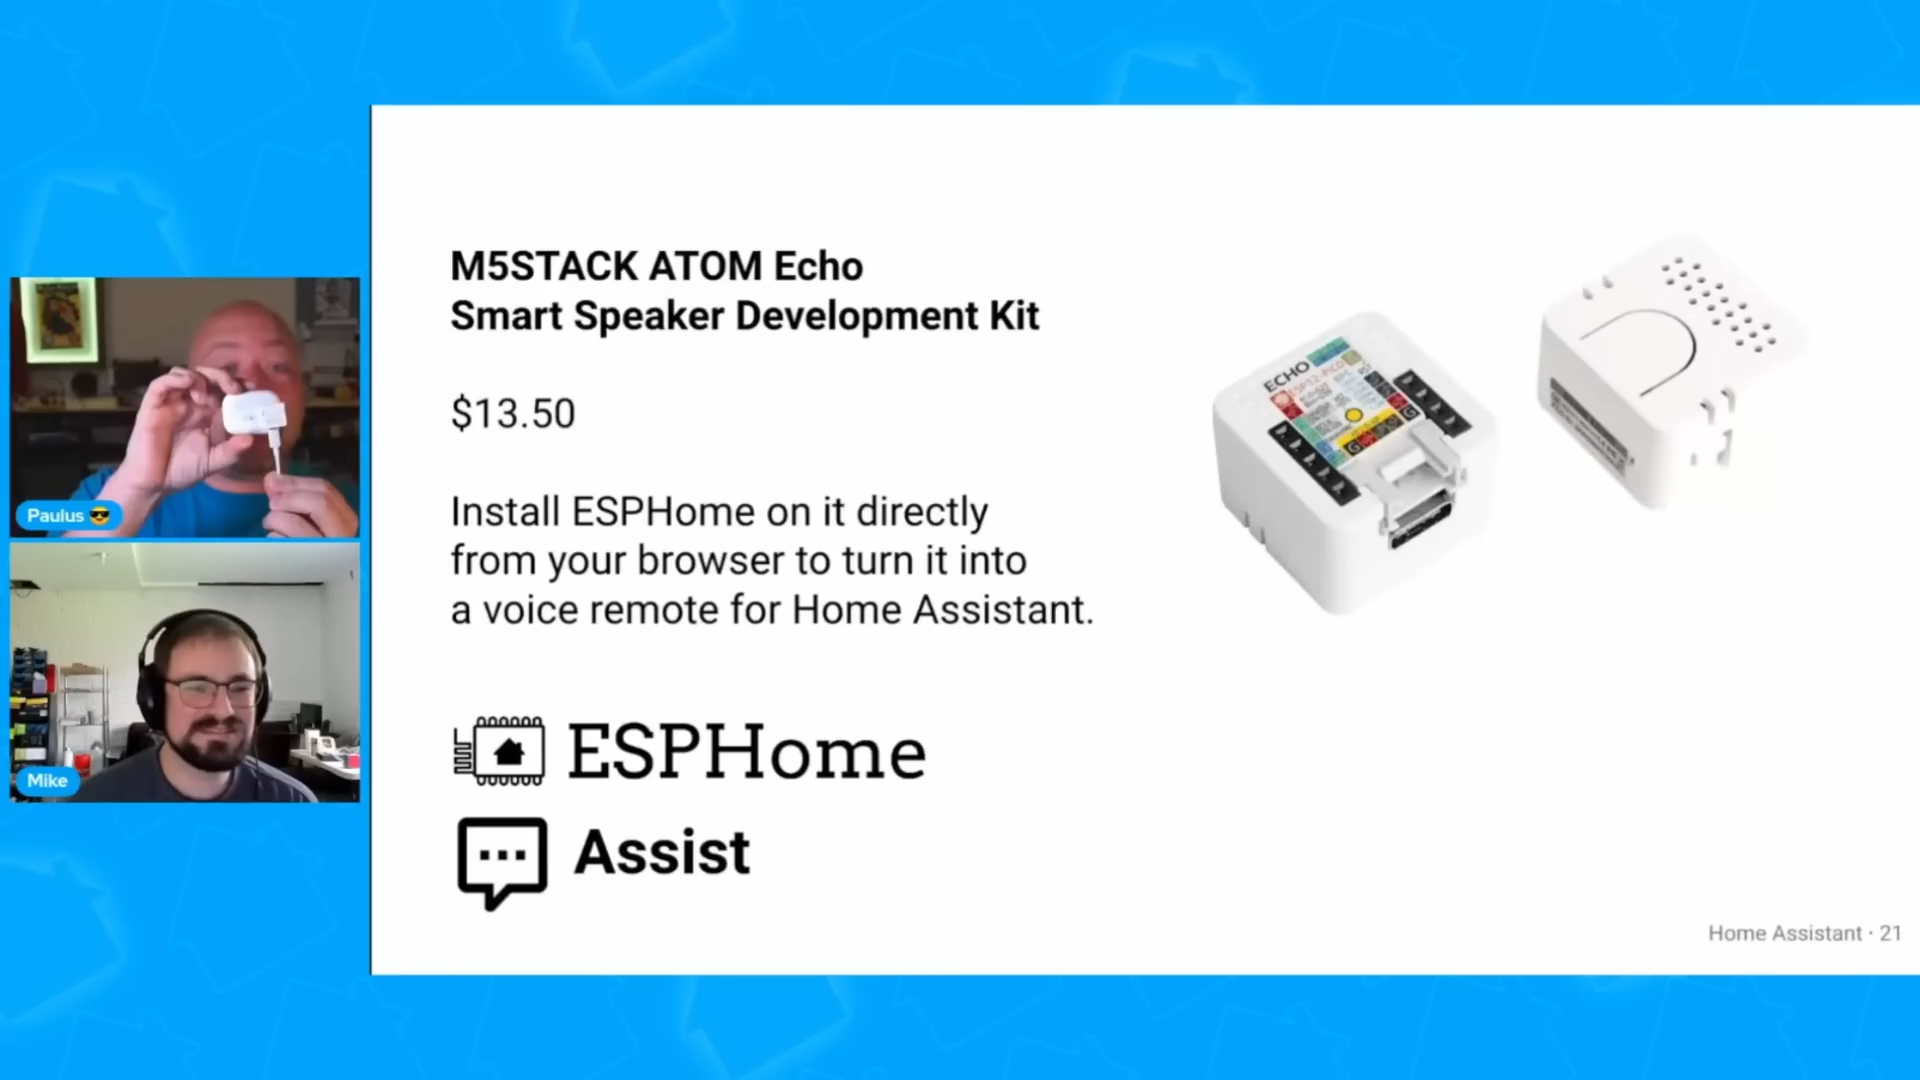 M5STACK ATOM Echo
Smart Speaker Development Kit
$13.50
Install ESPHome on it directly
from your browser to turn it into
a voice remote for Home Assistant.
ESPHome
Assist
ECHO
Paulus 😎
Mike
Home Assistant · 21